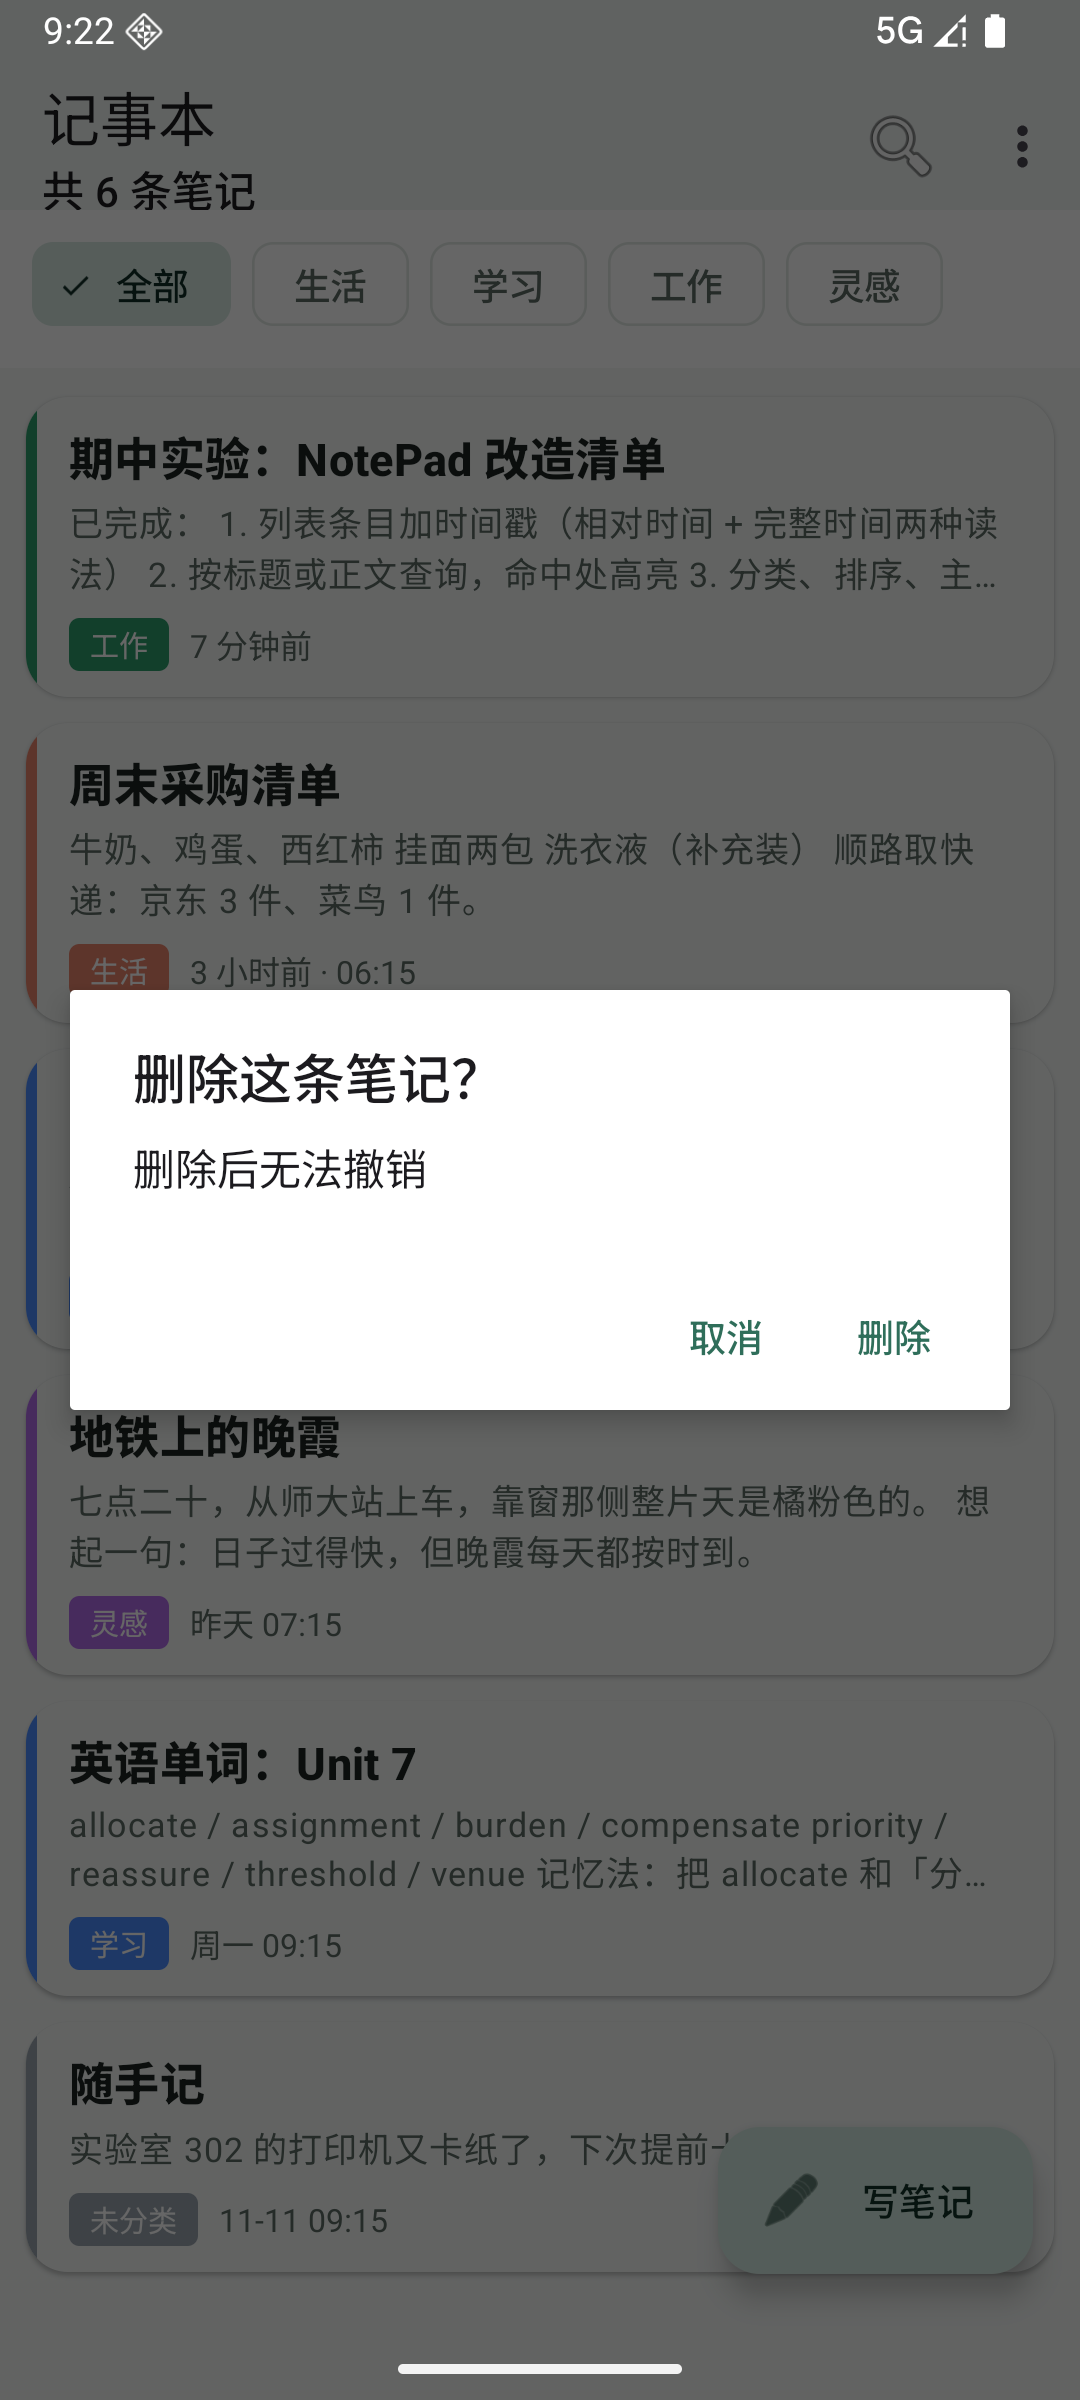 9:22
5G
记事本
共 6 条笔记
全部
生活
学习
工作
灵感
期中实验：NotePad 改造清单
已完成： 1. 列表条目加时间戳（相对时间 + 完整时间两种读
法） 2. 按标题或正文查询，命中处高亮 3. 分类、排序、主…
工作
7 分钟前
周末采购清单
牛奶、鸡蛋、西红柿 挂面两包 洗衣液（补充装） 顺路取快
递：京东 3 件、菜鸟 1 件。
生活
3 小时前 · 06:15
删除这条笔记？
删除后无法撤销
取消
删除
地铁上的晚霞
七点二十，从师大站上车，靠窗那侧整片天是橘粉色的。 想
起一句：日子过得快，但晚霞每天都按时到。
灵感
昨天 07:15
英语单词：Unit 7
allocate / assignment / burden / compensate priority /
reassure / threshold / venue 记忆法：把 allocate 和「分…
学习
周一 09:15
随手记
实验室 302 的打印机又卡纸了，下次提前
未分类
11-11 09:15
写笔记